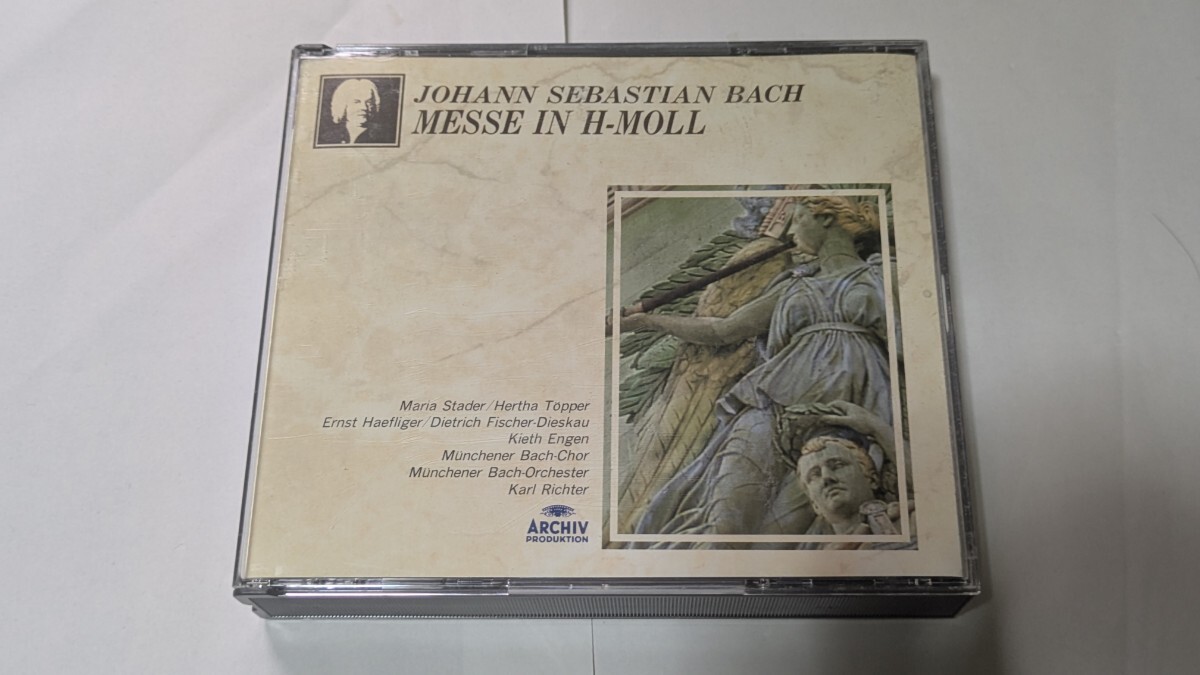 JOHANN SEBASTIAN BACH
MESSE IN H-MOLL
Maria Stader/Hertha Töpper
Ernst Haefliger/Dietrich Fischer-Dieskau
Kieth Engen
Münchener Bach-Chor
Münchener Bach-Orchester
Karl Richter
ARCHIV
PRODUKTION